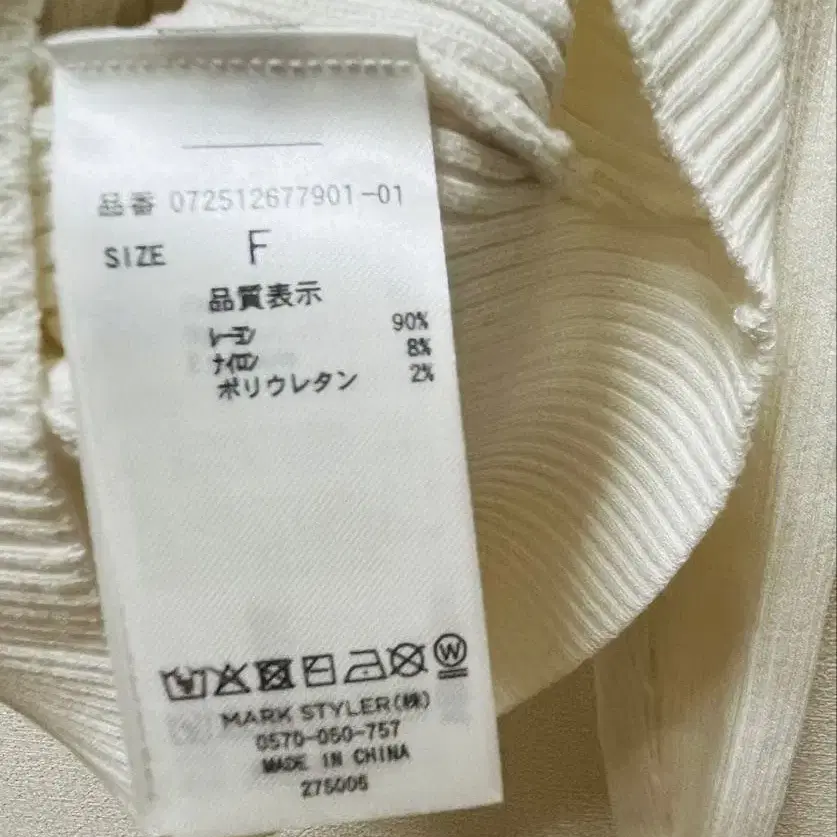 品番 072512677901-01
SIZE F
品質表示
レーヨン 90%
ナイロン 8%
ポリウレタン 2%
W
MARK STYLER(株)
0570-050-757
MADE IN CHINA
275006